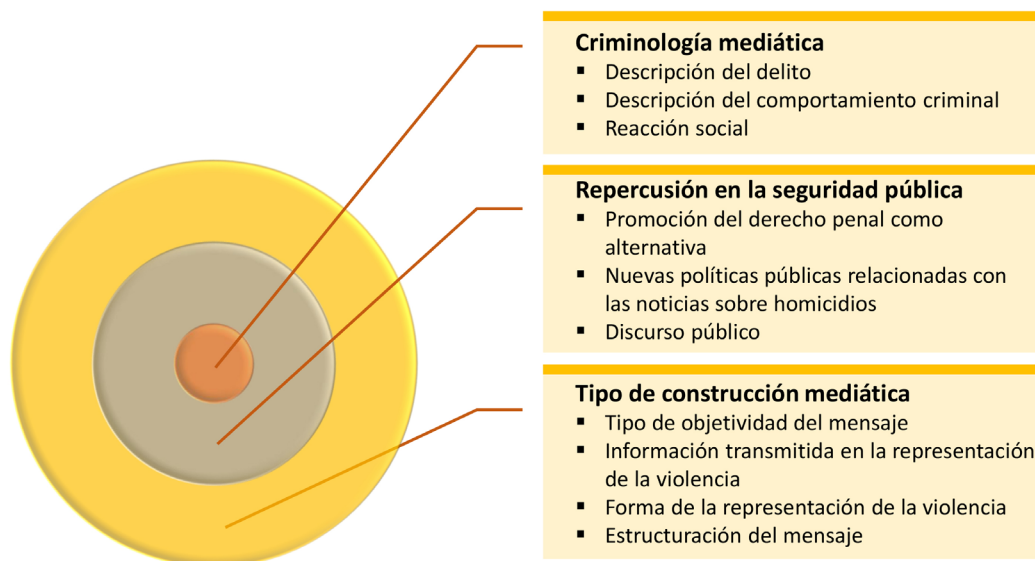 Criminología mediática
▪ Descripción del delito
▪ Descripción del comportamiento criminal
▪ Reacción social
Repercusión en la seguridad pública
▪ Promoción del derecho penal como
alternativa
▪ Nuevas políticas públicas relacionadas con
las noticias sobre homicidios
▪ Discurso público
Tipo de construcción mediática
▪ Tipo de objetividad del mensaje
▪ Información transmitida en la representación
de la violencia
▪ Forma de la representación de la violencia
▪ Estructuración del mensaje